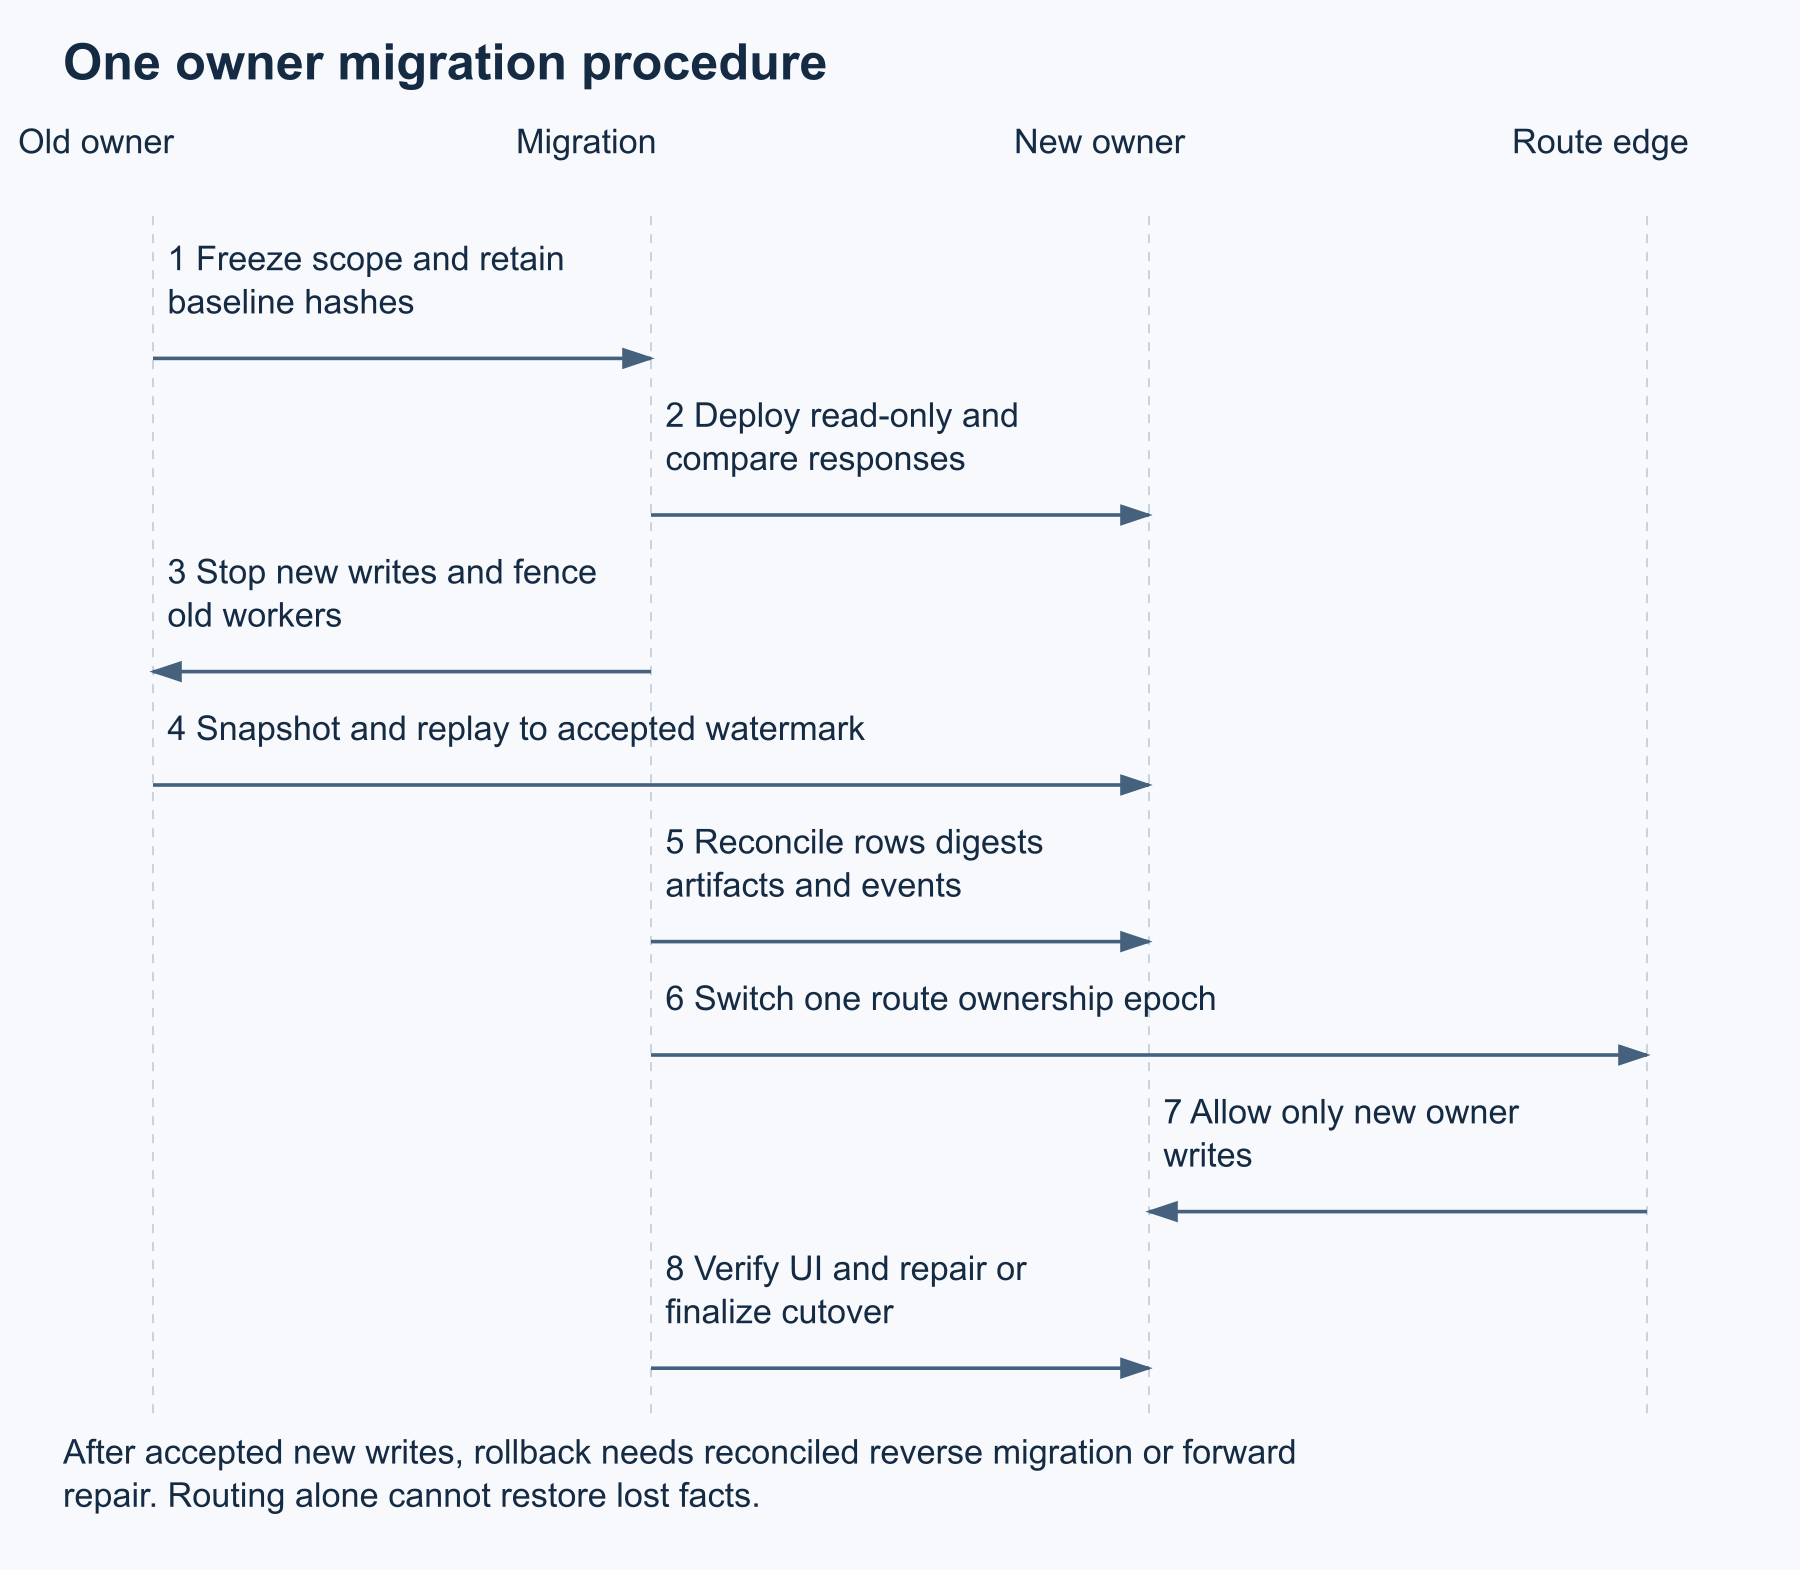 One owner migration procedure
Old owner
Migration
New owner
Route edge
1 Freeze scope and retain
baseline hashes
2 Deploy read-only and
compare responses
3 Stop new writes and fence
old workers
4 Snapshot and replay to accepted watermark
5 Reconcile rows digests
artifacts and events
6 Switch one route ownership epoch
7 Allow only new owner
writes
8 Verify UI and repair or
finalize cutover
After accepted new writes, rollback needs reconciled reverse migration or forward
repair. Routing alone cannot restore lost facts.